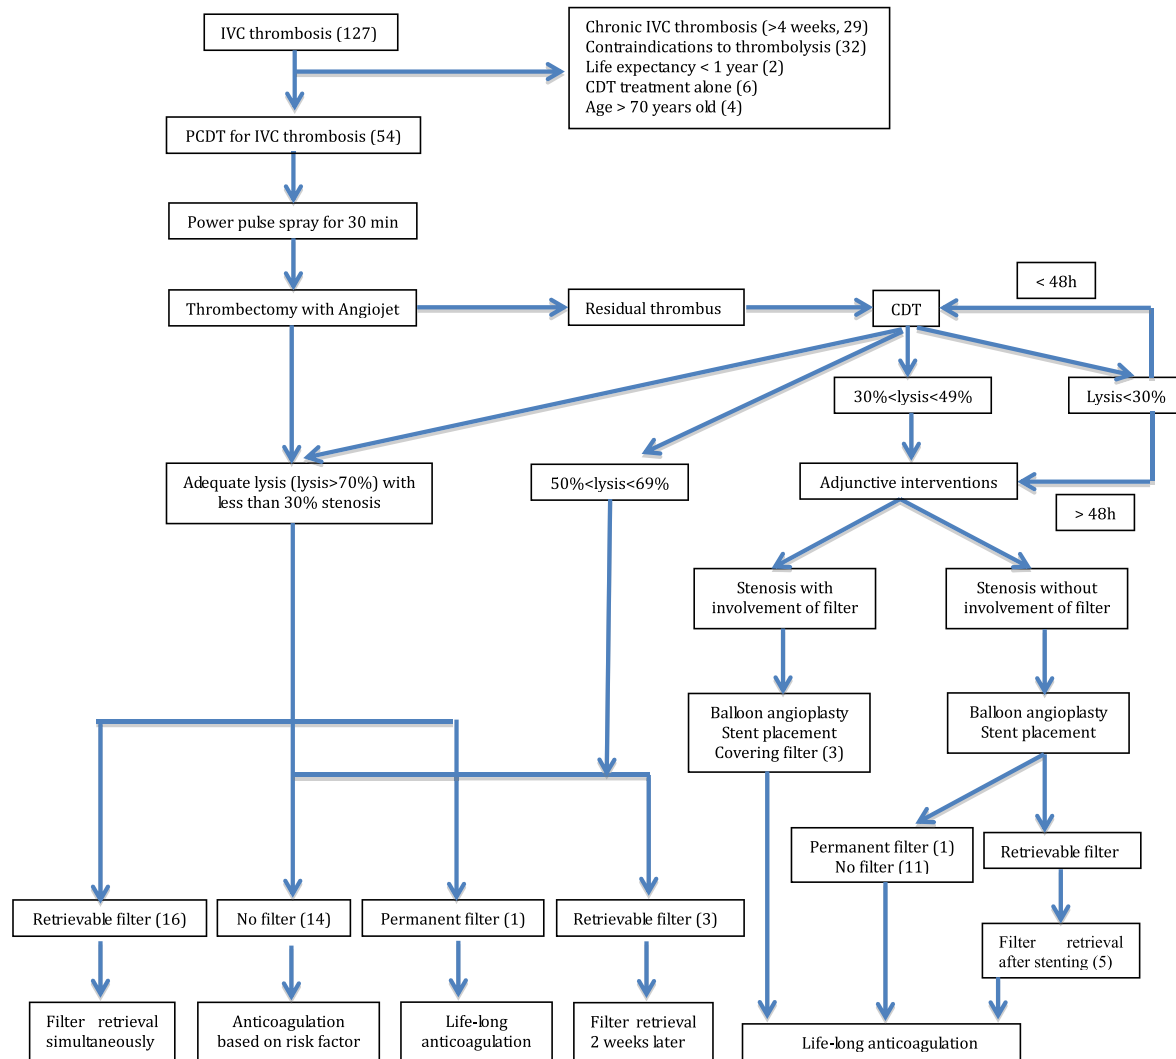 IVC thrombosis (127)
Chronic IVC thrombosis (>4 weeks, 29)
Contraindications to thrombolysis (32)
Life expectancy < 1 year (2)
CDT treatment alone (6)
Age > 70 years old (4)
PCDT for IVC thrombosis (54)
Power pulse spray for 30 min
Thrombectomy with Angiojet
Residual thrombus
CDT
< 48h
30%<lysis<49%
Lysis<30%
Adequate lysis (lysis>70%) with
less than 30% stenosis
50%<lysis<69%
Adjunctive interventions
> 48h
Stenosis with
involvement of filter
Stenosis without
involvement of filter
Balloon angioplasty
Stent placement
Covering filter (3)
Balloon angioplasty
Stent placement
Permanent filter (1)
No filter (11)
Retrievable filter
Retrievable filter (16)
No filter (14)
Permanent filter (1)
Retrievable filter (3)
Filter retrieval
after stenting (5)
Filter retrieval
simultaneously
Anticoagulation
based on risk factor
Life-long
anticoagulation
Filter retrieval
2 weeks later
Life-long anticoagulation